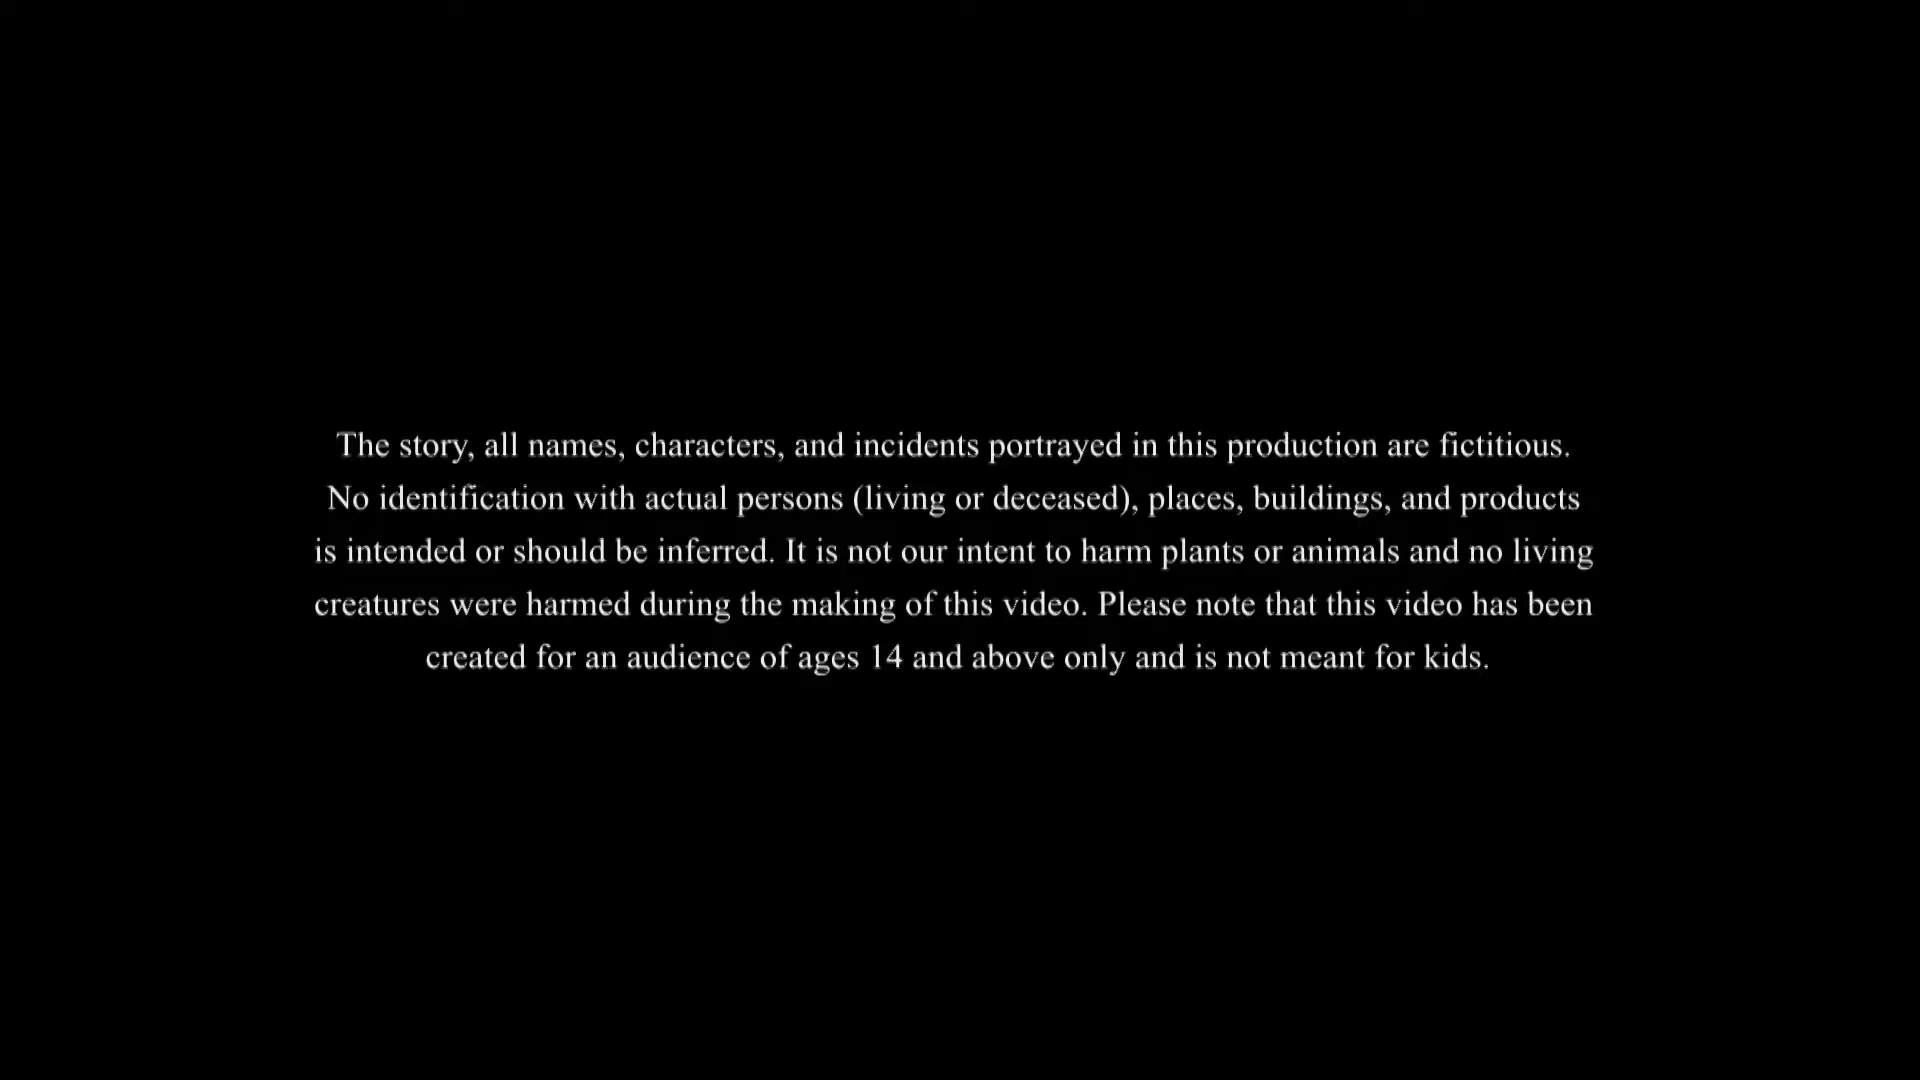 The story, all names, characters, and incidents portrayed in this production are fictitious.
No identification with actual persons (living or deceased), places, buildings, and products
is intended or should be inferred. It is not our intent to harm plants or animals and no living
creatures were harmed during the making of this video. Please note that this video has been
created for an audience of ages 14 and above only and is not meant for kids.